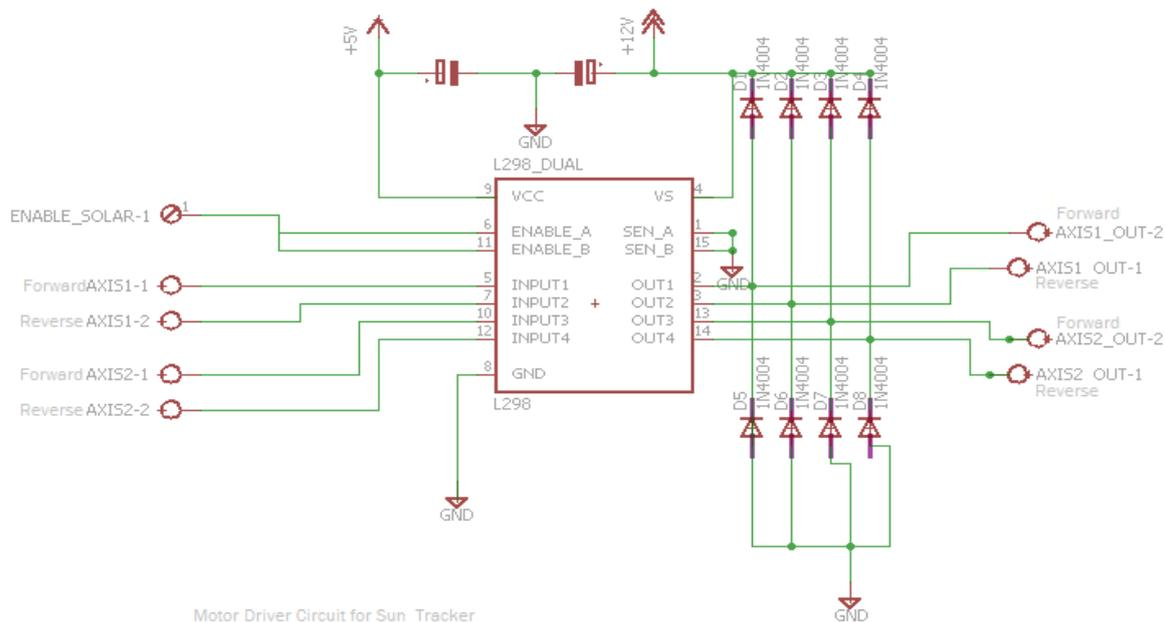 +5V
+12V
D1
1N4004
D2
1N4004
D3
1N4004
D4
1N4004
GND
L298_DUAL
ENABLE_SOLAR-1
1
9 VCC VS 4
6 ENABLE_A SEN_A 1
11 ENABLE_B SEN_B 15
GND
Forward
AXIS1_OUT-2
AXIS1_OUT-1
Reverse
Forward AXIS1-1
5 INPUT1 OUT1 2
Reverse AXIS1-2
7 INPUT2 OUT2 3
10 INPUT3 OUT3 13
12 INPUT4 OUT4 14
Forward
AXIS2_OUT-2
AXIS2_OUT-1
Reverse
Forward AXIS2-1
8 GND
Reverse AXIS2-2
L298
D5
1N4004
D6
1N4004
D7
1N4004
D8
1N4004
GND
GND
Motor Driver Circuit for Sun Tracker